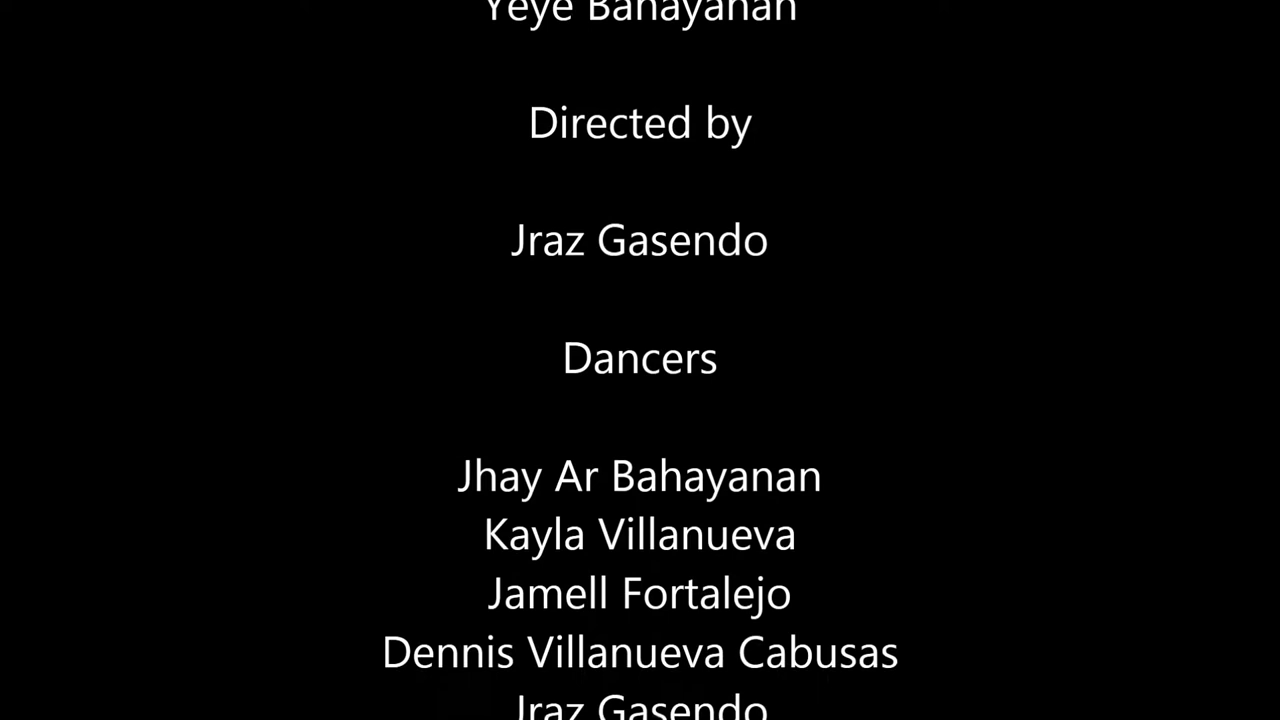 Yeye Bahayanan
Directed by
Jraz Gasendo
Dancers
Jhay Ar Bahayanan
Kayla Villanueva
Jamell Fortalejo
Dennis Villanueva Cabusas
Jraz Gasendo